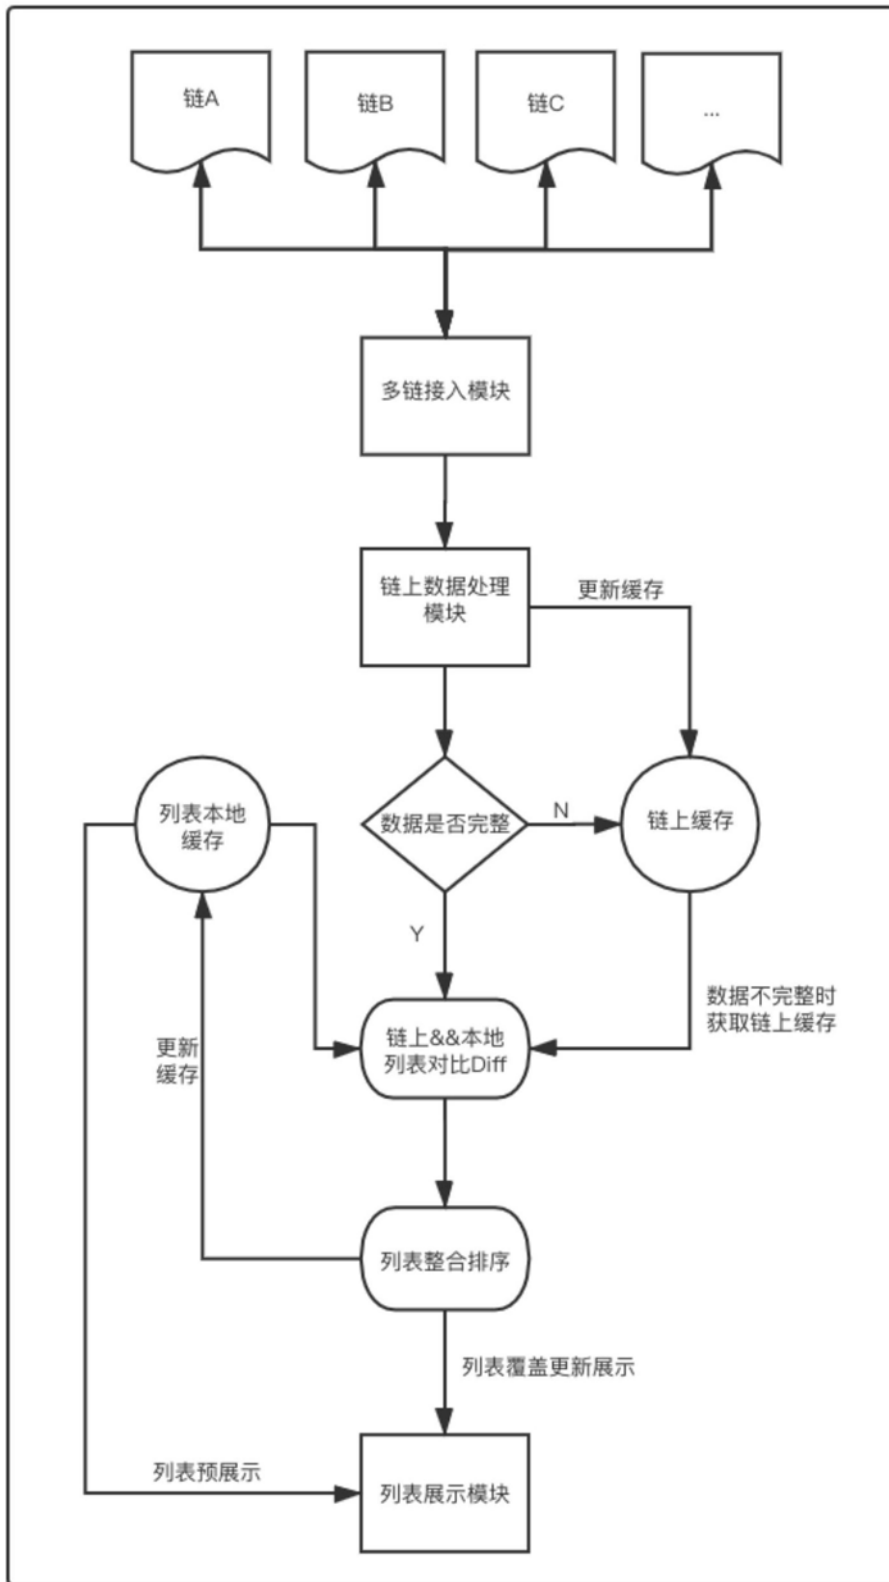 链A
链B
链C
...
多链接入模块
链上数据处理
模块
更新缓存
列表本地
缓存
数据是否完整
N
链上缓存
Y
数据不完整时
获取链上缓存
链上&&本地
列表对比Diff
更新
缓存
列表整合排序
列表覆盖更新展示
列表预展示
列表展示模块